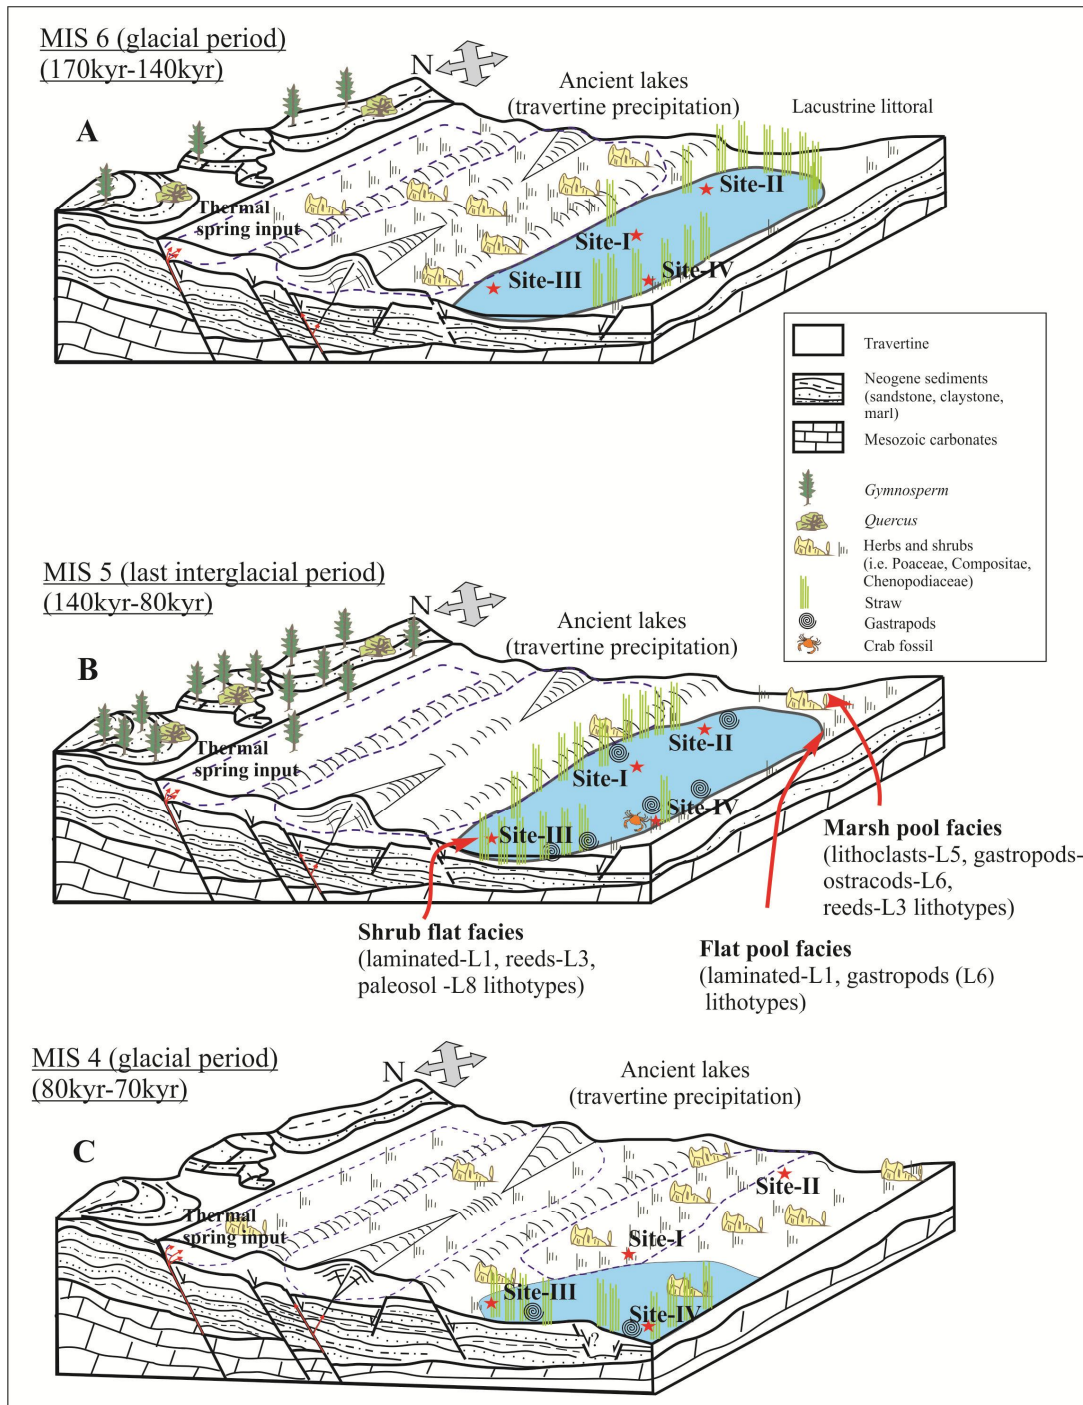 MIS 6 (glacial period)
(170kyr-140kyr)
N
Ancient lakes
(travertine precipitation)
Lacustrine littoral
A
Thermal
spring input
Site-II
Site-I
Site-III
Site-IV
Travertine
Neogene sediments
(sandstone, claystone,
marl)
Mesozoic carbonates
Gymnosperm
Quercus
Herbs and shrubs
(i.e. Poaceae, Compositae,
Chenopodiaceae)
Straw
Gastrapods
Crab fossil
MIS 5 (last interglacial period)
(140kyr-80kyr)
N
Ancient lakes
(travertine precipitation)
B
Thermal
spring input
Site-II
Site-I
Site-III
Site-IV
Marsh pool facies
(lithoclasts-L5, gastropods-
ostracods-L6,
reeds-L3 lithotypes)
Shrub flat facies
(laminated-L1, reeds-L3,
paleosol -L8 lithotypes)
Flat pool facies
(laminated-L1, gastropods (L6)
lithotypes)
MIS 4 (glacial period)
(80kyr-70kyr)
N
Ancient lakes
(travertine precipitation)
C
Thermal
spring input
Site-II
Site-I
Site-III
Site-IV
?